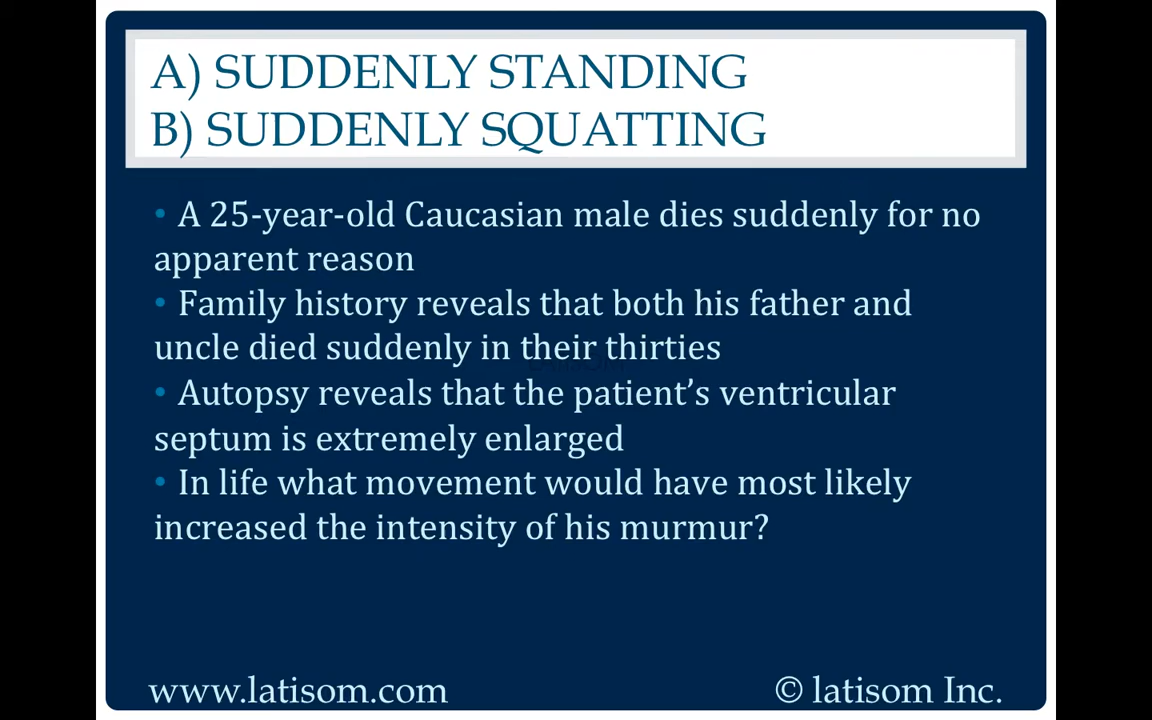 A) SUDDENLY STANDING
B) SUDDENLY SQUATTING
• A 25-year-old Caucasian male dies suddenly for no
apparent reason
• Family history reveals that both his father and
uncle died suddenly in their thirties
LATISOM
• Autopsy reveals that the patient’s ventricular
septum is extremely enlarged
• In life what movement would have most likely
increased the intensity of his murmur?
www.latisom.com
© latisom Inc.